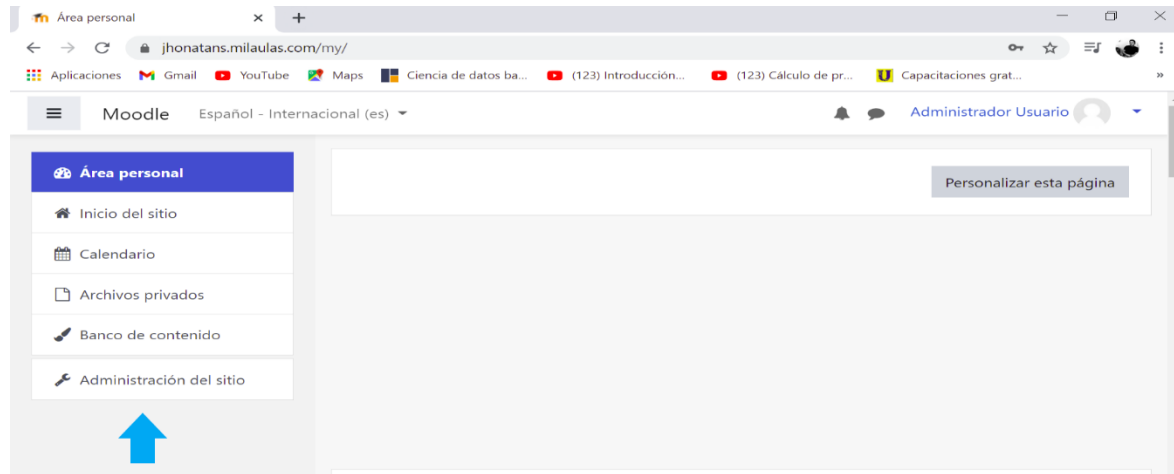 Área personal
jhonatans.milaulas.com/my/
Aplicaciones Gmail YouTube Maps Ciencia de datos ba... (123) Introducción... (123) Cálculo de pr... Capacitaciones grat... »
Moodle Español - Internacional (es) Administrador Usuario
Área personal
Personalizar esta página
Inicio del sitio
Calendario
Archivos privados
Banco de contenido
Administración del sitio